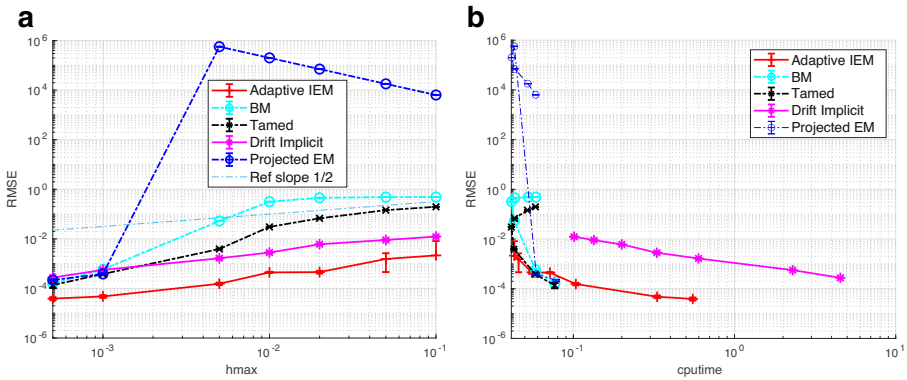 a
RMSE
10^6
10^4
10^2
10^0
10^-2
10^-4
10^-6
Adaptive IEM
BM
Tamed
Drift Implicit
Projected EM
Ref slope 1/2
10^-3
10^-2
10^-1
hmax
b
RMSE
10^6
10^4
10^2
10^0
10^-2
10^-4
10^-6
Adaptive IEM
BM
Tamed
Drift Implicit
Projected EM
10^-1
10^0
10^1
cputime